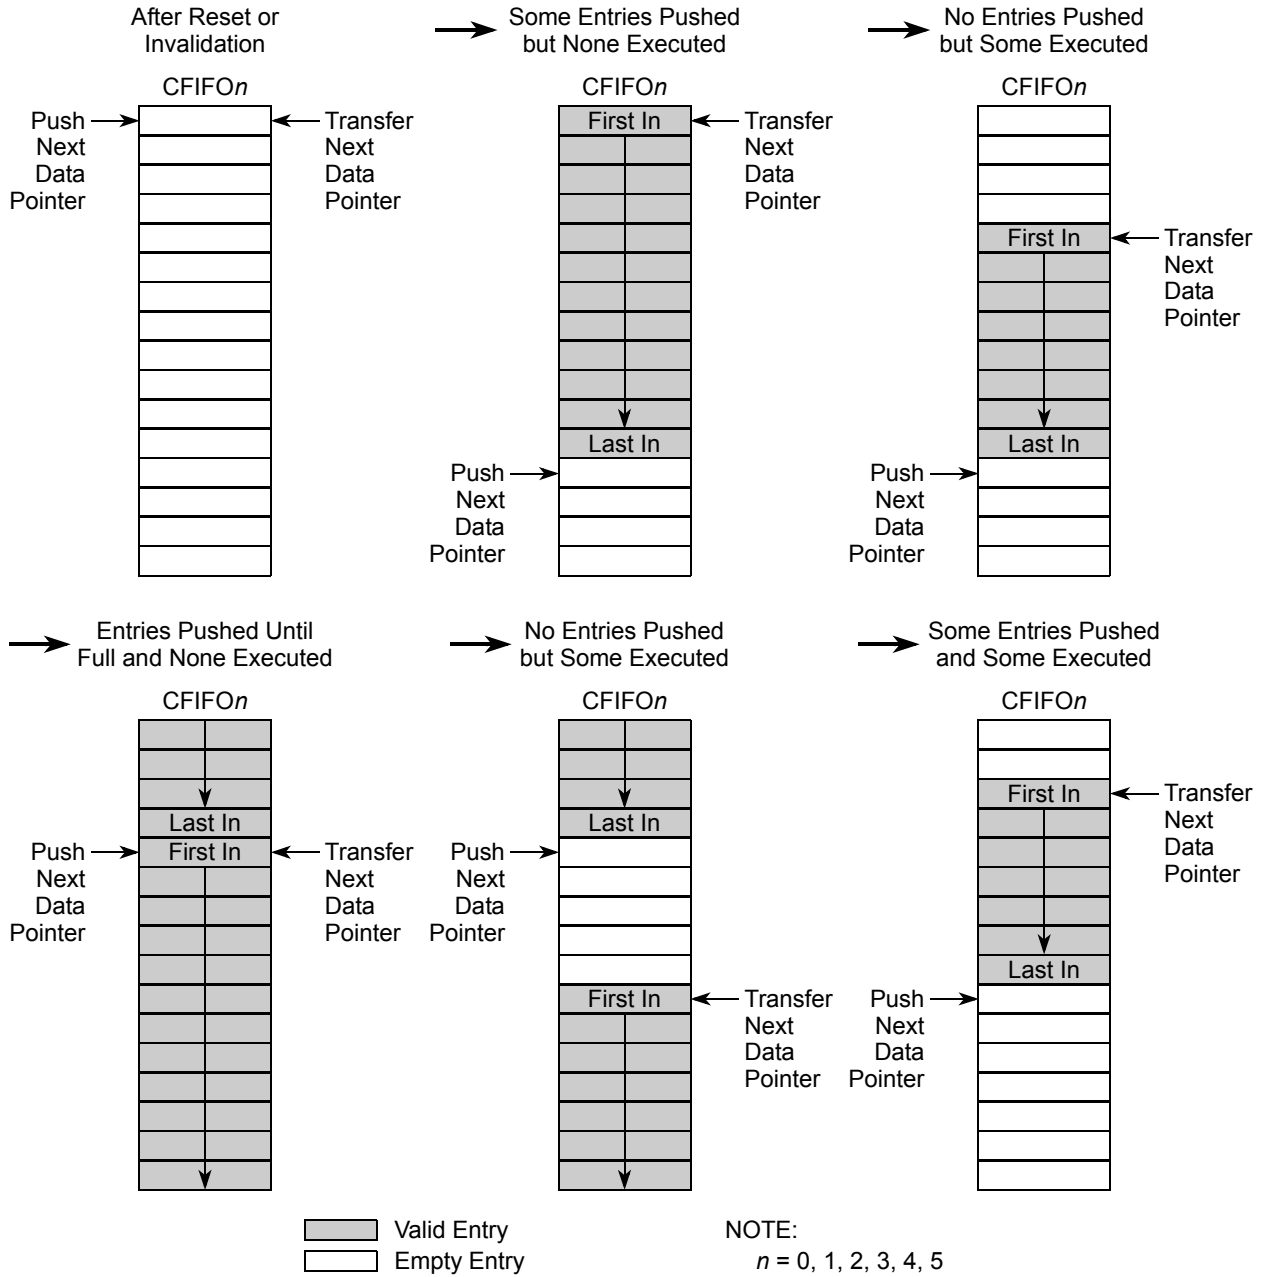 After Reset or
Invalidation
CFIFOn
Push
Next
Data
Pointer
Transfer
Next
Data
Pointer
Some Entries Pushed
but None Executed
CFIFOn
First In
Last In
Transfer
Next
Data
Pointer
Push
Next
Data
Pointer
No Entries Pushed
but Some Executed
CFIFOn
First In
Last In
Transfer
Next
Data
Pointer
Push
Next
Data
Pointer
Entries Pushed Until
Full and None Executed
CFIFOn
Last In
First In
Push
Next
Data
Pointer
Transfer
Next
Data
Pointer
No Entries Pushed
but Some Executed
CFIFOn
Last In
Push
Next
Data
Pointer
First In
Transfer
Next
Data
Pointer
Some Entries Pushed
and Some Executed
CFIFOn
First In
Transfer
Next
Data
Pointer
Last In
Push
Next
Data
Pointer
Valid Entry
Empty Entry
NOTE:
n = 0, 1, 2, 3, 4, 5